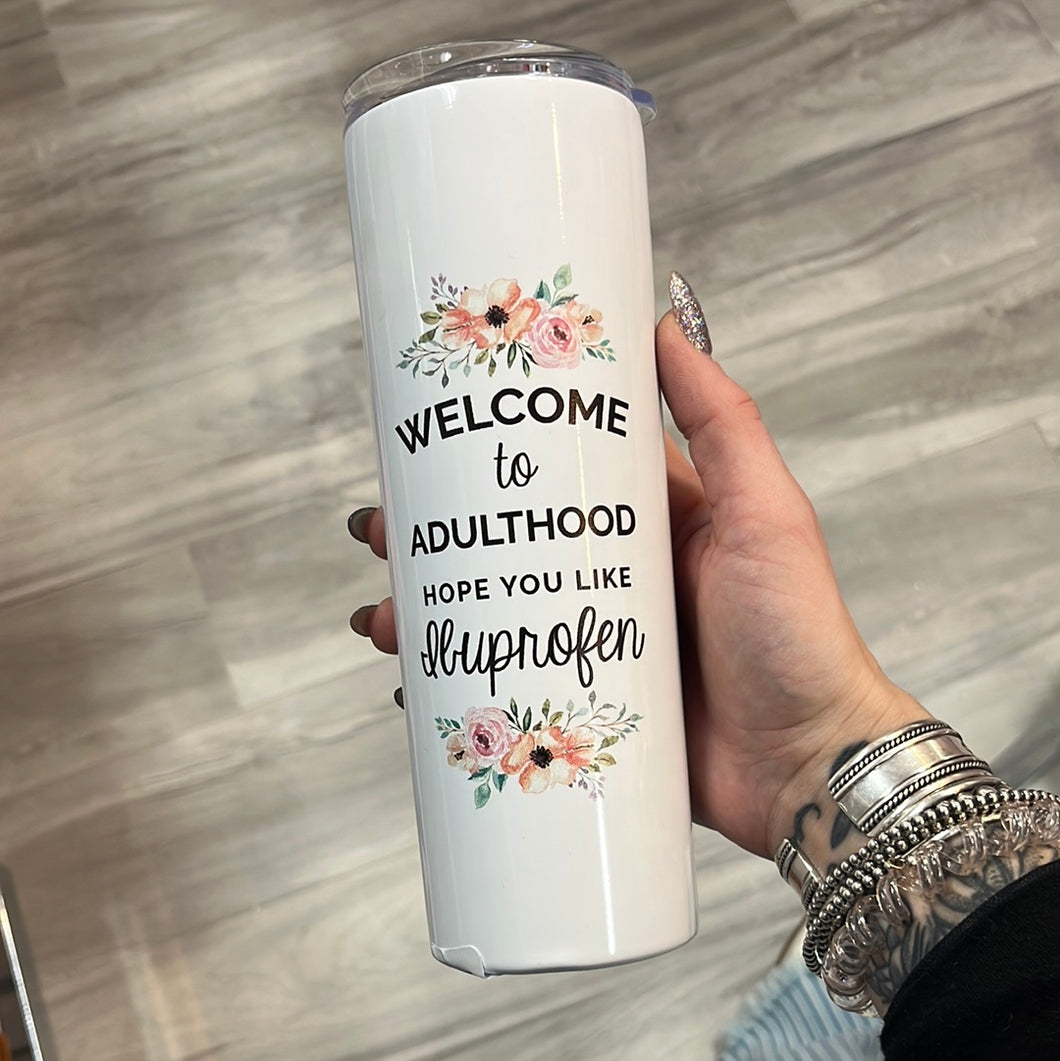 WELCOME
to
ADULTHOOD
HOPE YOU LIKE
Ibuprofen